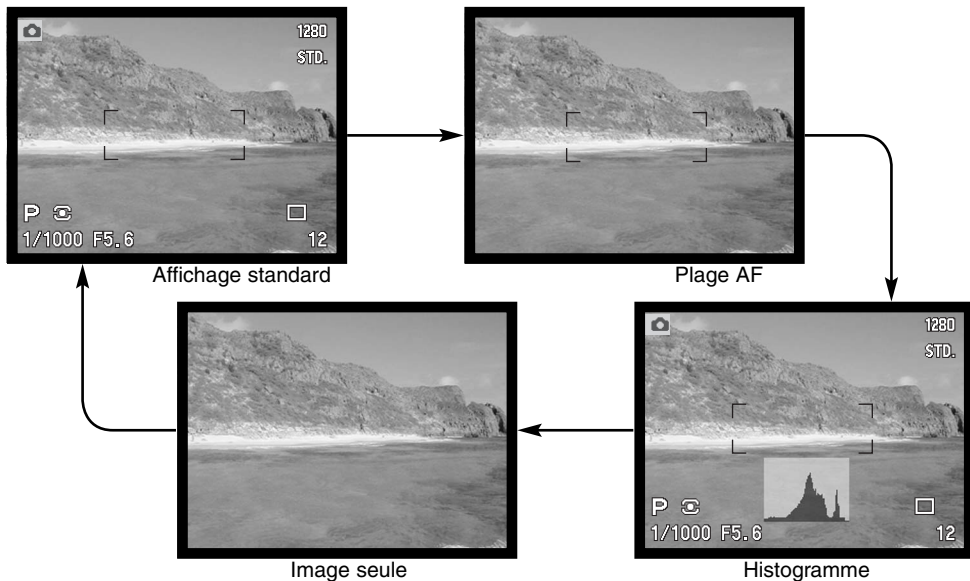 1280
STD.
P
1/1000 F5.6
12
Affichage standard
Plage AF
1280
STD.
P
1/1000 F5.6
12
Image seule
Histogramme